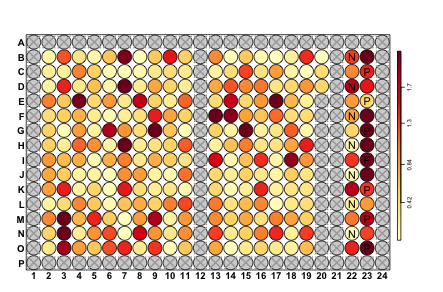 A
B N
C P
D N
E P
F N
G P
H N
I P
J N
K P
L N
M P
N N
O P
P
1 2 3 4 5 6 7 8 9 10 11 12 13 14 15 16 17 18 19 20 21 22 23 24
1.7
1.3
0.84
0.42